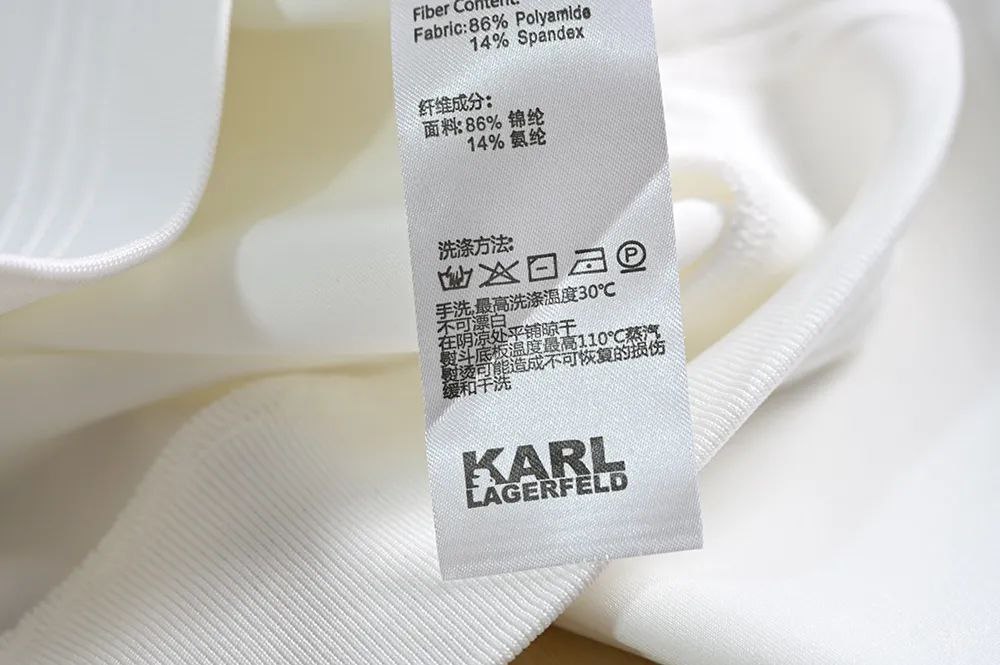 Fiber Content:
Fabric: 86% Polyamide
14% Spandex
纤维成分:
面料: 86% 锦纶
14% 氨纶
洗涤方法:
P
手洗,最高洗涤温度30℃
不可漂白
在阴凉处平铺晾干
熨斗底板温度最高110℃蒸汽
熨烫可能造成不可恢复的损伤
缓和干洗
KARL
LAGERFELD